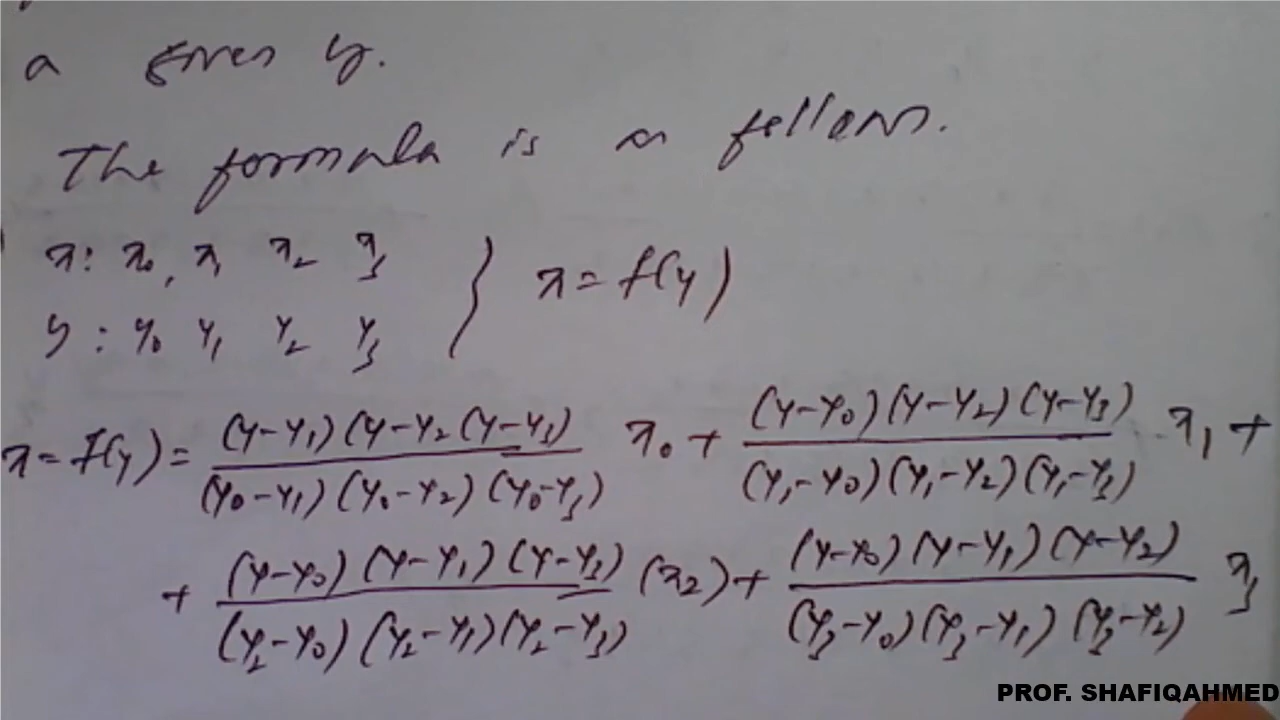 a given y.
The formula is as follows.
x: x₀, x₁ x₂ x₃
y: y₀ y₁ y₂ y₃ } x = f(y)
x = f(y) = (y-y₁)(y-y₂(y-y₃) / (y₀-y₁)(y₀-y₂)(y₀-y₃) x₀ + (y-y₀)(y-y₂)(y-y₃) / (y₁-y₀)(y₁-y₂)(y₁-y₃) x₁ +
+ (y-y₀)(y-y₁)(y-y₃) / (y₂-y₀)(y₂-y₁)(y₂-y₃) (x₂) + (y-y₀)(y-y₁)(y-y₂) / (y₃-y₀)(y₃-y₁)(y₃-y₂) x₃
PROF. SHAFIQAHMED